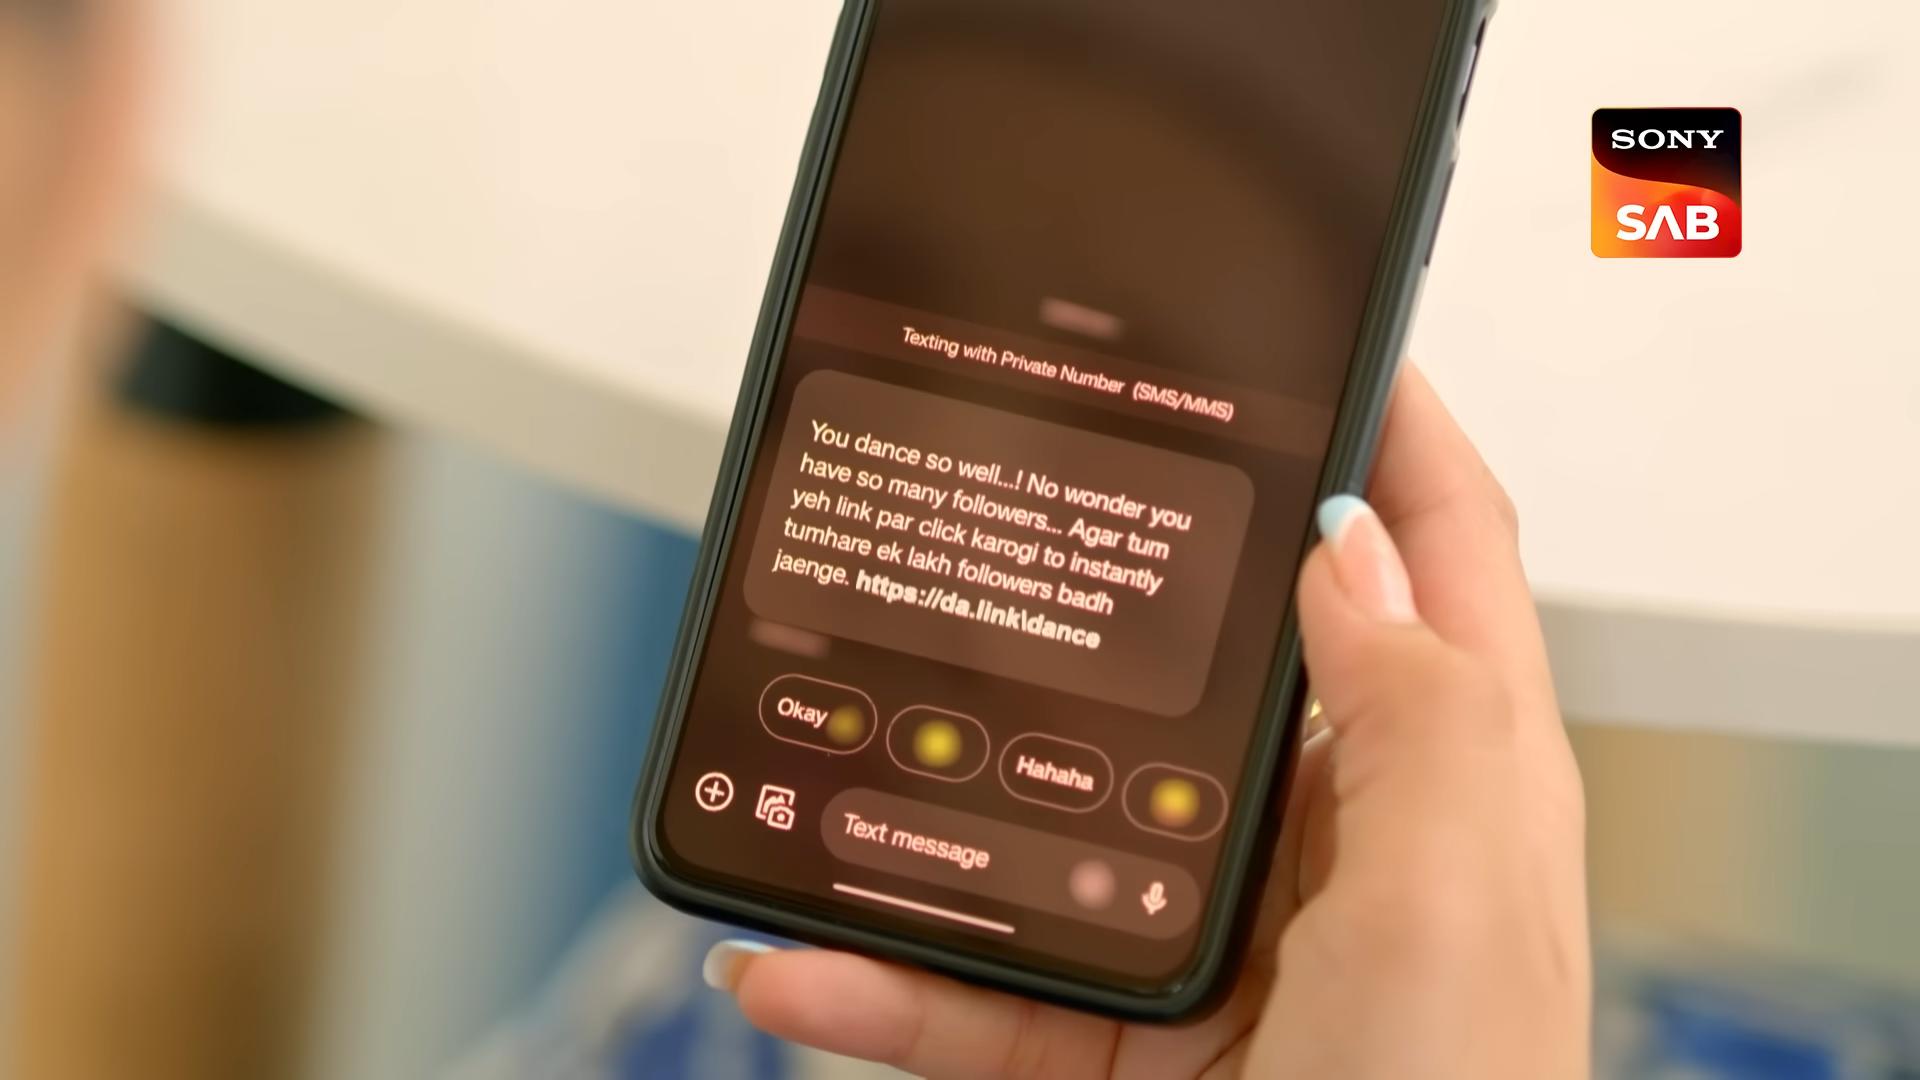 SONY
SAB
Texting with Private Number (SMS/MMS)
You dance so well...! No wonder you
have so many followers... Agar tum
yeh link par click karogi to instantly
tumhare ek lakh followers badh
jaenge. https://da.link\dance
Okay
Hahaha
Text message